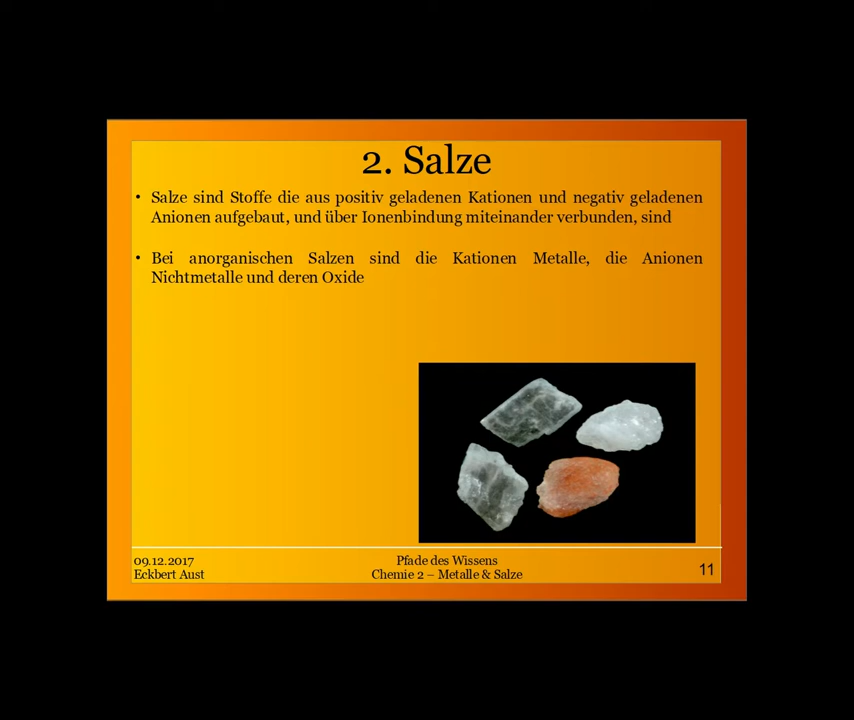 2. Salze
• Salze sind Stoffe die aus positiv geladenen Kationen und negativ geladenen
Anionen aufgebaut, und über Ionenbindung miteinander verbunden, sind
• Bei anorganischen Salzen sind die Kationen Metalle, die Anionen
Nichtmetalle und deren Oxide
09.12.2017
Eckbert Aust
Pfade des Wissens
Chemie 2 – Metalle & Salze
11